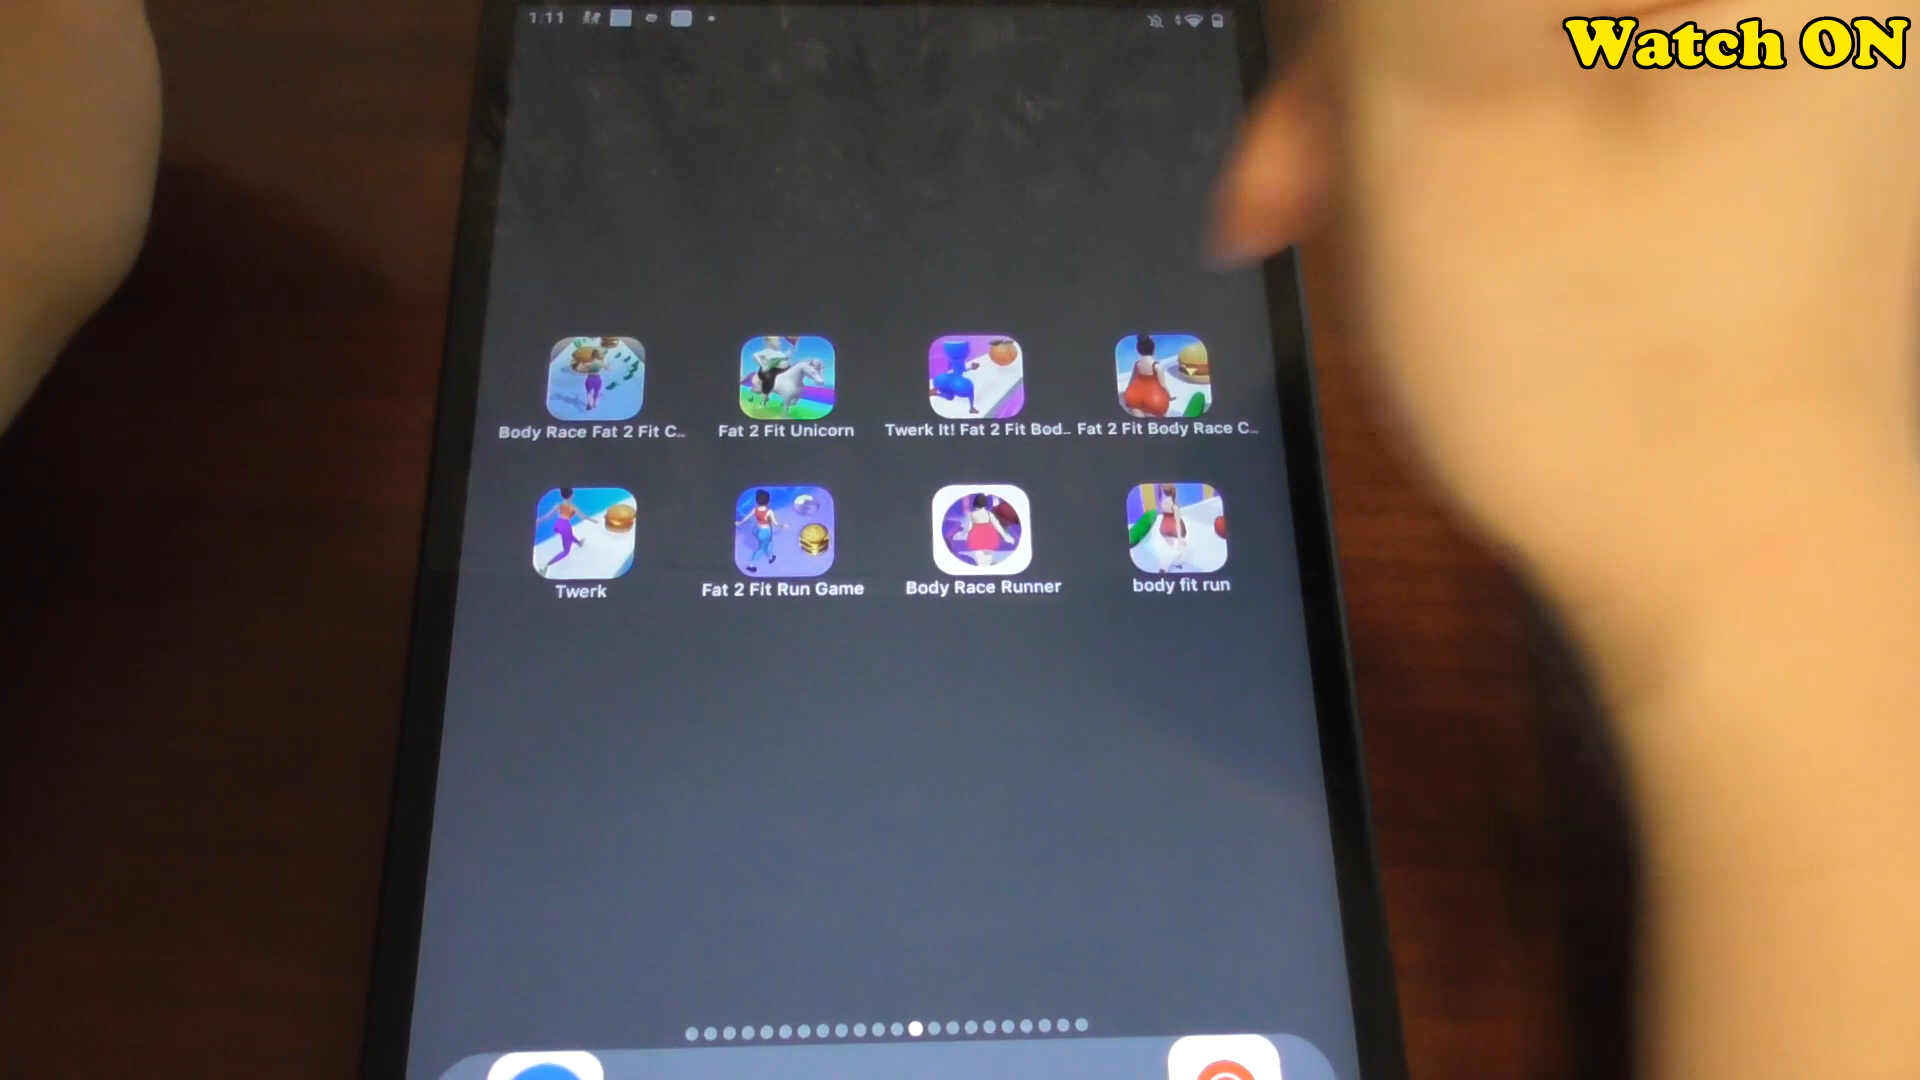 Watch ON
1:11
Body Race Fat 2 Fit C...
Fat 2 Fit Unicorn
Twerk It! Fat 2 Fit Bod...
Fat 2 Fit Body Race C...
Twerk
Fat 2 Fit Run Game
Body Race Runner
body fit run